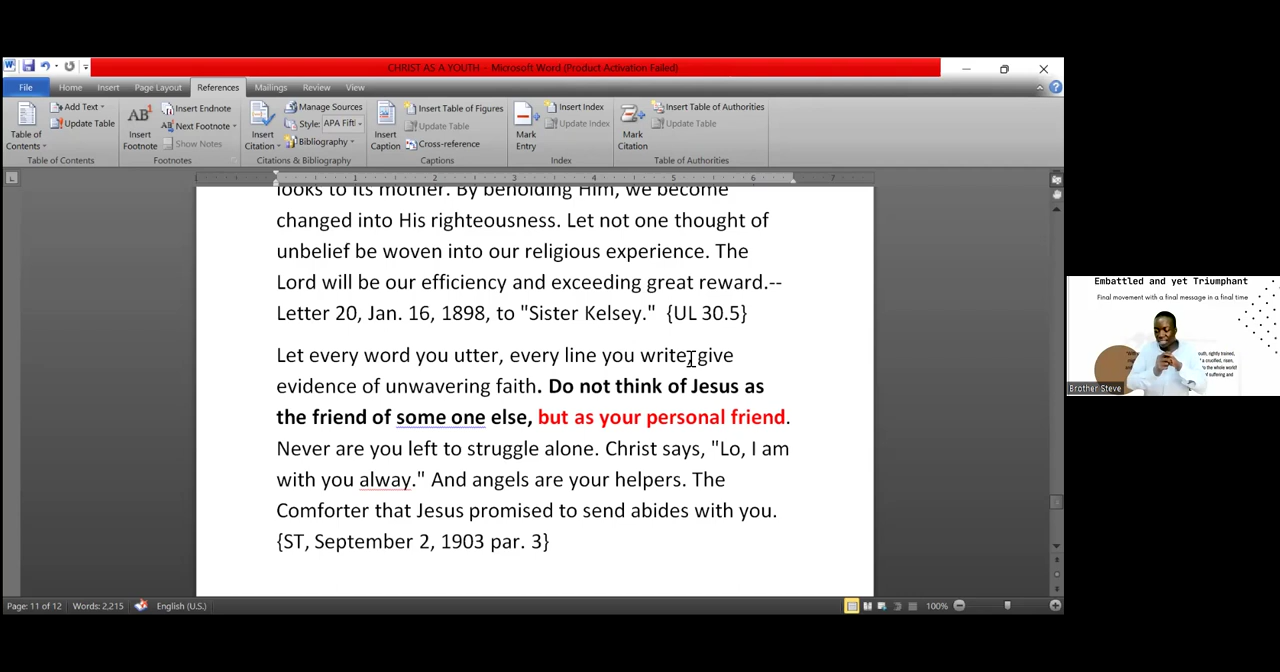 CHRIST AS A YOUTH - Microsoft Word (Product Activation Failed)
File Home Insert Page Layout References Mailings Review View
Table of Contents
Add Text
Update Table
Table of Contents
AB1
Insert Footnote
Insert Endnote
Next Footnote
Show Notes
Footnotes
Insert Citation
Manage Sources
Style: APA Fift
Bibliography
Citations & Bibliography
Insert Caption
Insert Table of Figures
Update Table
Cross-reference
Captions
Mark Entry
Insert Index
Update Index
Index
Mark Citation
Insert Table of Authorities
Update Table
Table of Authorities
1 2 3 4 5 6 7
looks to its mother. By beholding Him, we become
changed into His righteousness. Let not one thought of
unbelief be woven into our religious experience. The
Lord will be our efficiency and exceeding great reward.--
Letter 20, Jan. 16, 1898, to "Sister Kelsey." {UL 30.5}
Let every word you utter, every line you write, give
evidence of unwavering faith. Do not think of Jesus as
the friend of some one else, but as your personal friend.
Never are you left to struggle alone. Christ says, "Lo, I am
with you alway." And angels are your helpers. The
Comforter that Jesus promised to send abides with you.
{ST, September 2, 1903 par. 3}
Page: 11 of 12 Words: 2,215 English (U.S.) 100%
Embattled and yet Triumphant
Final movement with a final message in a final time
Brother Steve